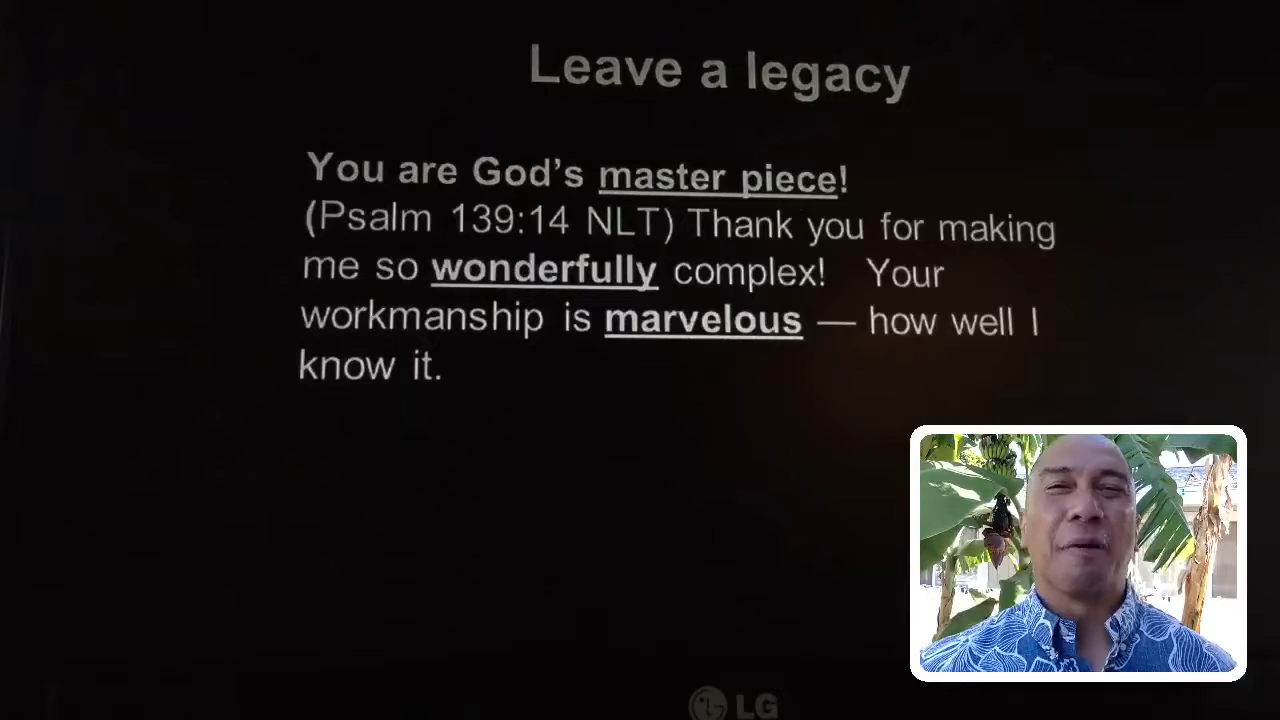 Leave a legacy
You are God’s master piece!
(Psalm 139:14 NLT) Thank you for making
me so wonderfully complex! Your
workmanship is marvelous — how well I
know it.
LG